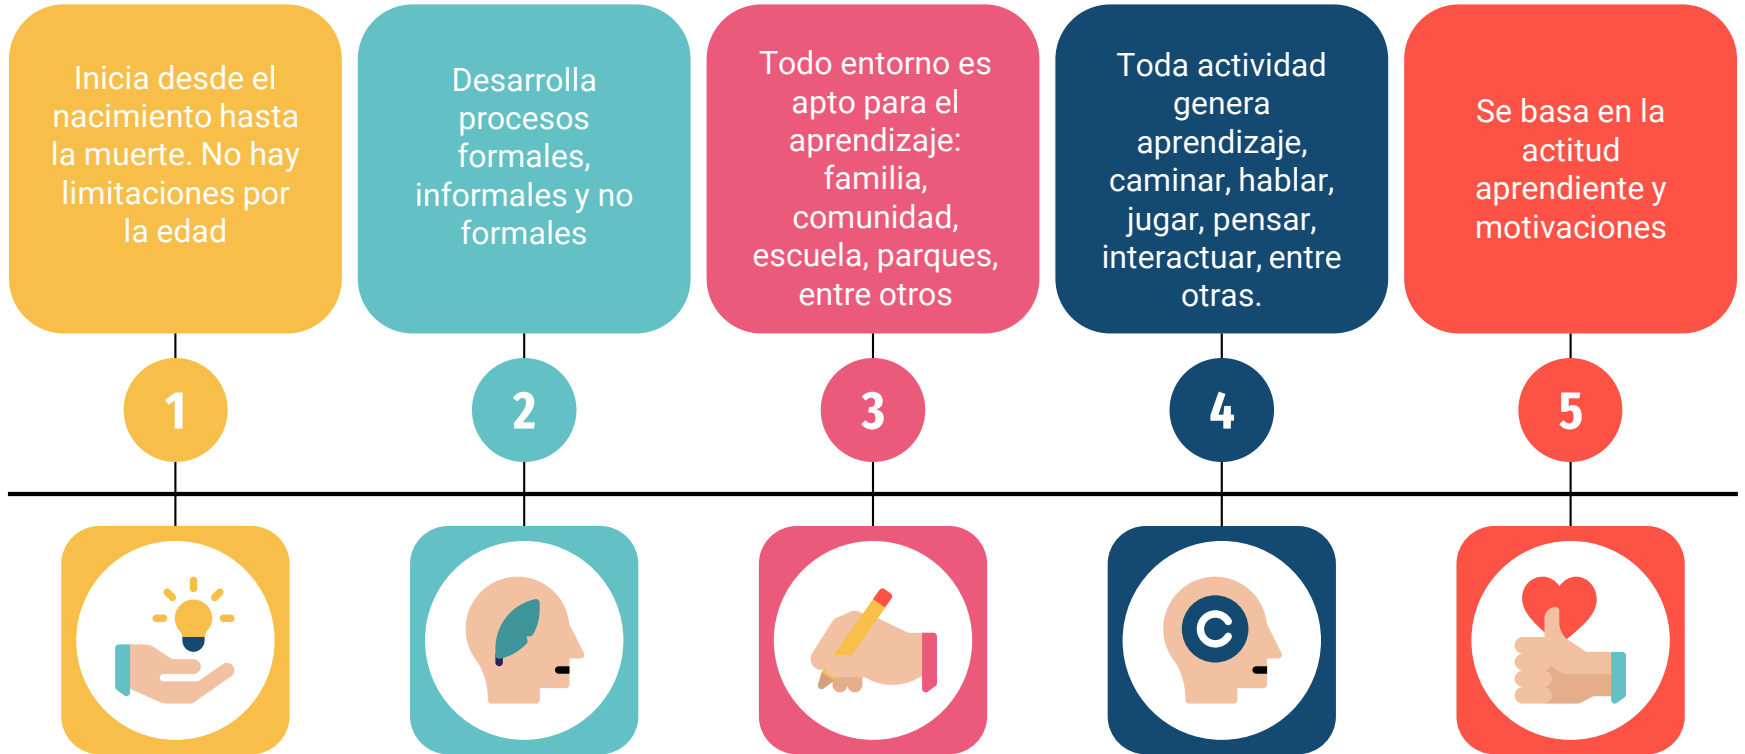 Inicia desde el
nacimiento hasta
la muerte. No hay
limitaciones por
la edad
Desarrolla
procesos
formales,
informales y no
formales
Todo entorno es
apto para el
aprendizaje:
familia,
comunidad,
escuela, parques,
entre otros
Toda actividad
genera
aprendizaje,
caminar, hablar,
jugar, pensar,
interactuar, entre
otras.
Se basa en la
actitud
aprendiente y
motivaciones
1
2
3
4
5
C